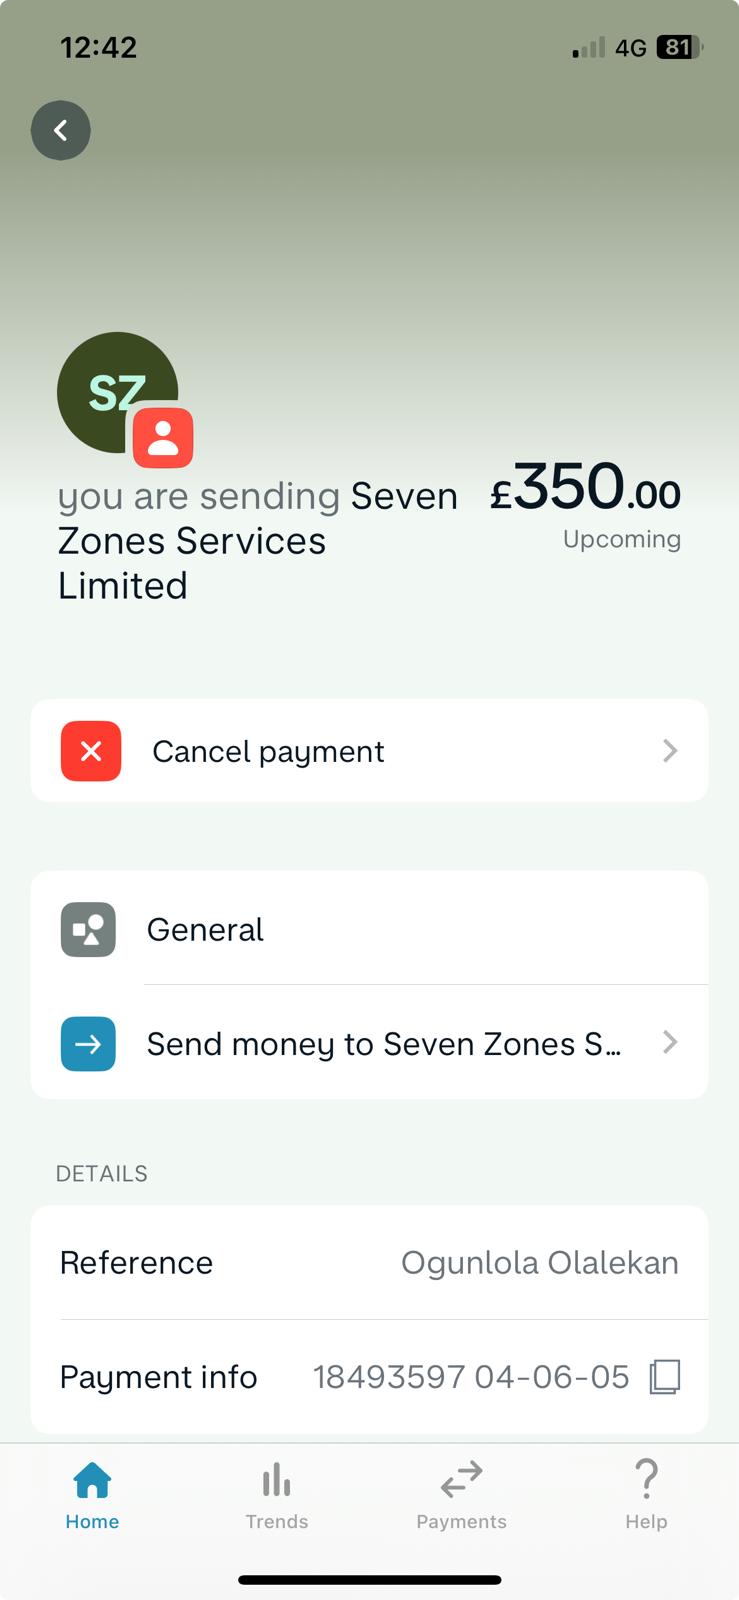 12:42 4G 81
SZ
you are sending Seven £350.00
Zones Services Upcoming
Limited
Cancel payment
General
Send money to Seven Zones S...
DETAILS
Reference Ogunlola Olalekan
Payment info 18493597 04-06-05
Home Trends Payments Help